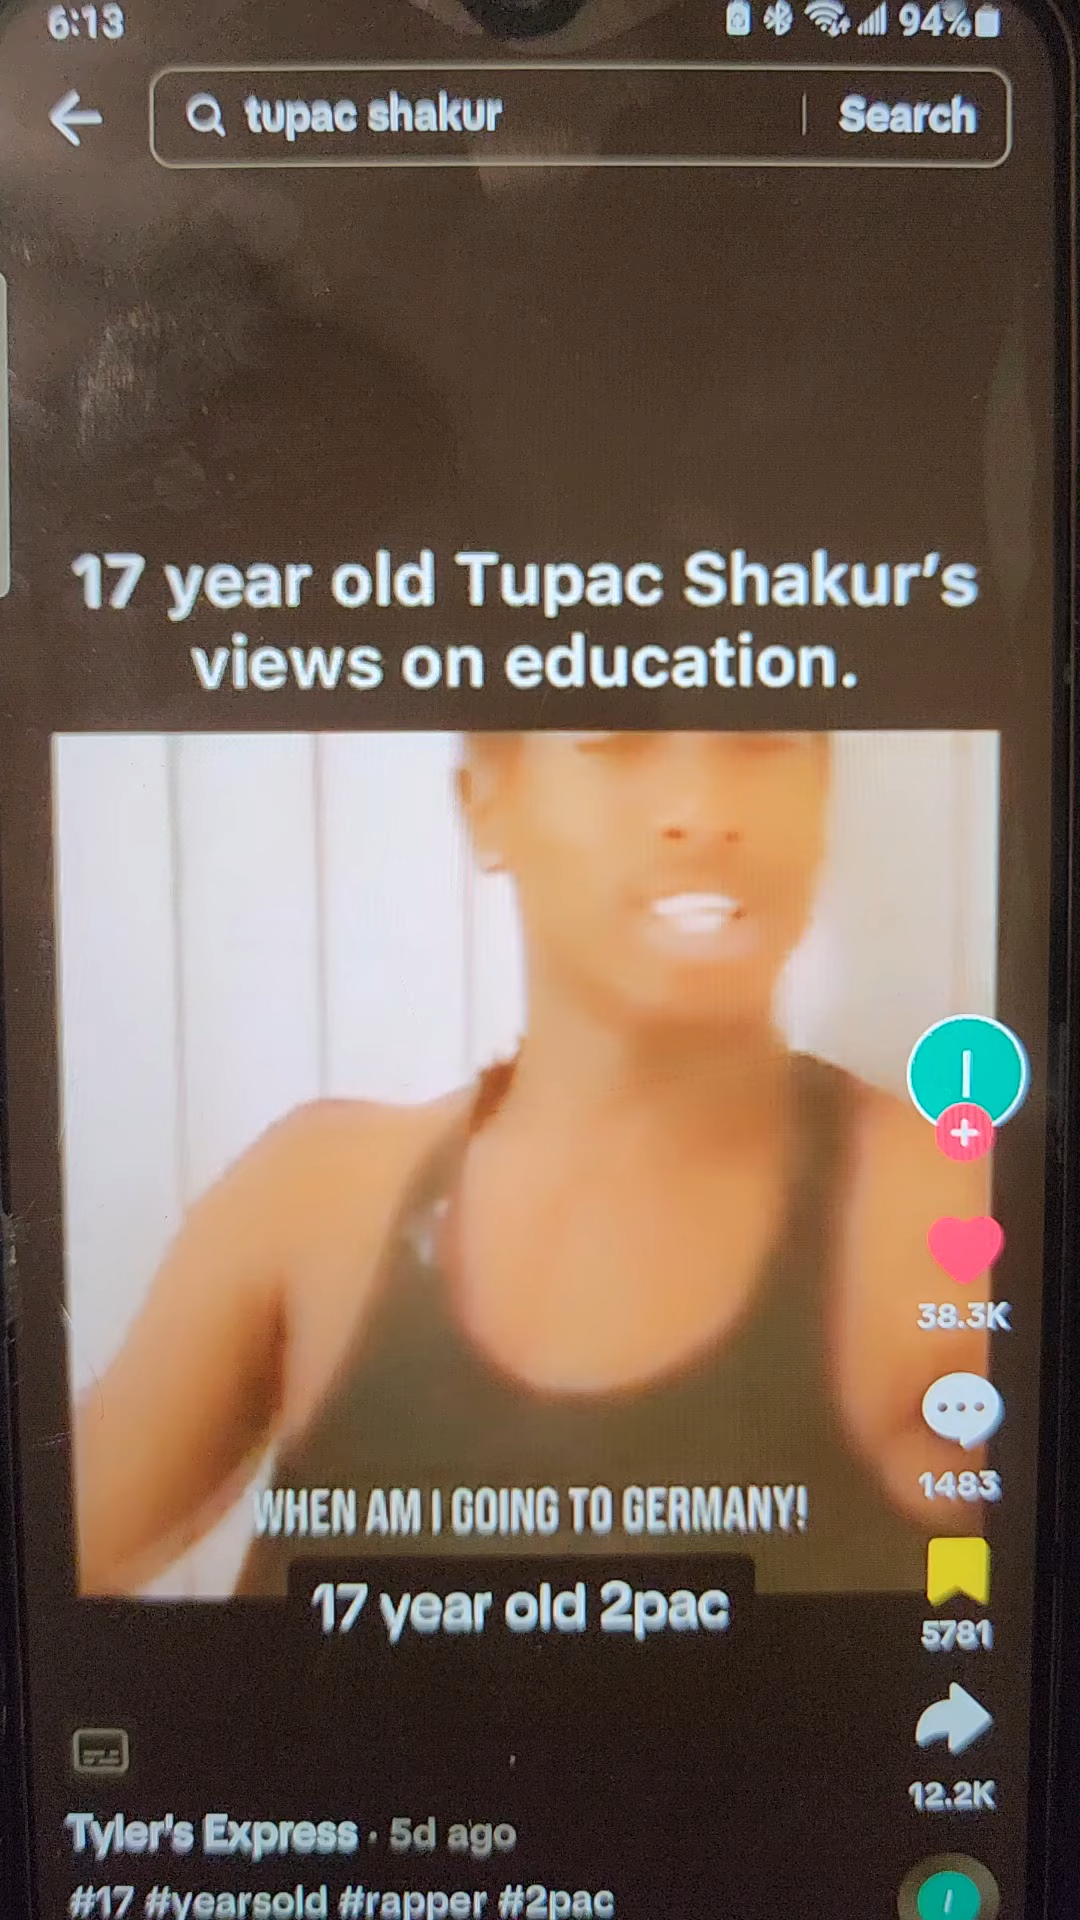 6:13
94%
tupac shakur
Search
17 year old Tupac Shakur's
views on education.
38.3K
1483
WHEN AM I GOING TO GERMANY!
17 year old 2pac
5781
12.2K
Tyler's Express · 5d ago
#17 #yearsold #rapper #2pac